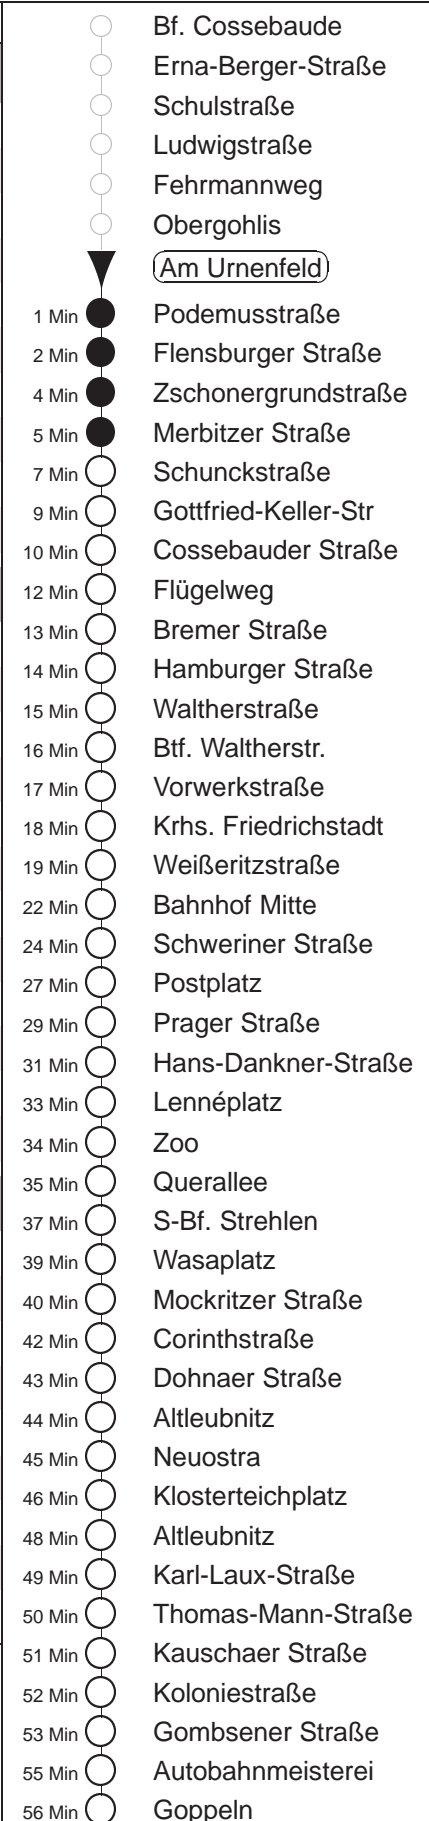 Bf. Cossebaude
Erna-Berger-Straße
Schulstraße
Ludwigstraße
Fehrmannweg
Obergohlis
Am Urnenfeld
1 Min Podemusstraße
2 Min Flensburger Straße
4 Min Zschonergrundstraße
5 Min Merbitzer Straße
7 Min Schunckstraße
9 Min Gottfried-Keller-Str
10 Min Cossebauder Straße
12 Min Flügelweg
13 Min Bremer Straße
14 Min Hamburger Straße
15 Min Waltherstraße
16 Min Btf. Waltherstr.
17 Min Vorwerkstraße
18 Min Krhs. Friedrichstadt
19 Min Weißeritzstraße
22 Min Bahnhof Mitte
24 Min Schweriner Straße
27 Min Postplatz
29 Min Prager Straße
31 Min Hans-Dankner-Straße
33 Min Lennéplatz
34 Min Zoo
35 Min Querallee
37 Min S-Bf. Strehlen
39 Min Wasaplatz
40 Min Mockritzer Straße
42 Min Corinthstraße
43 Min Dohnaer Straße
44 Min Altleubnitz
45 Min Neuostra
46 Min Klosterteichplatz
48 Min Altleubnitz
49 Min Karl-Laux-Straße
50 Min Thomas-Mann-Straße
51 Min Kauschaer Straße
52 Min Koloniestraße
53 Min Gombsener Straße
55 Min Autobahnmeisterei
56 Min Goppeln